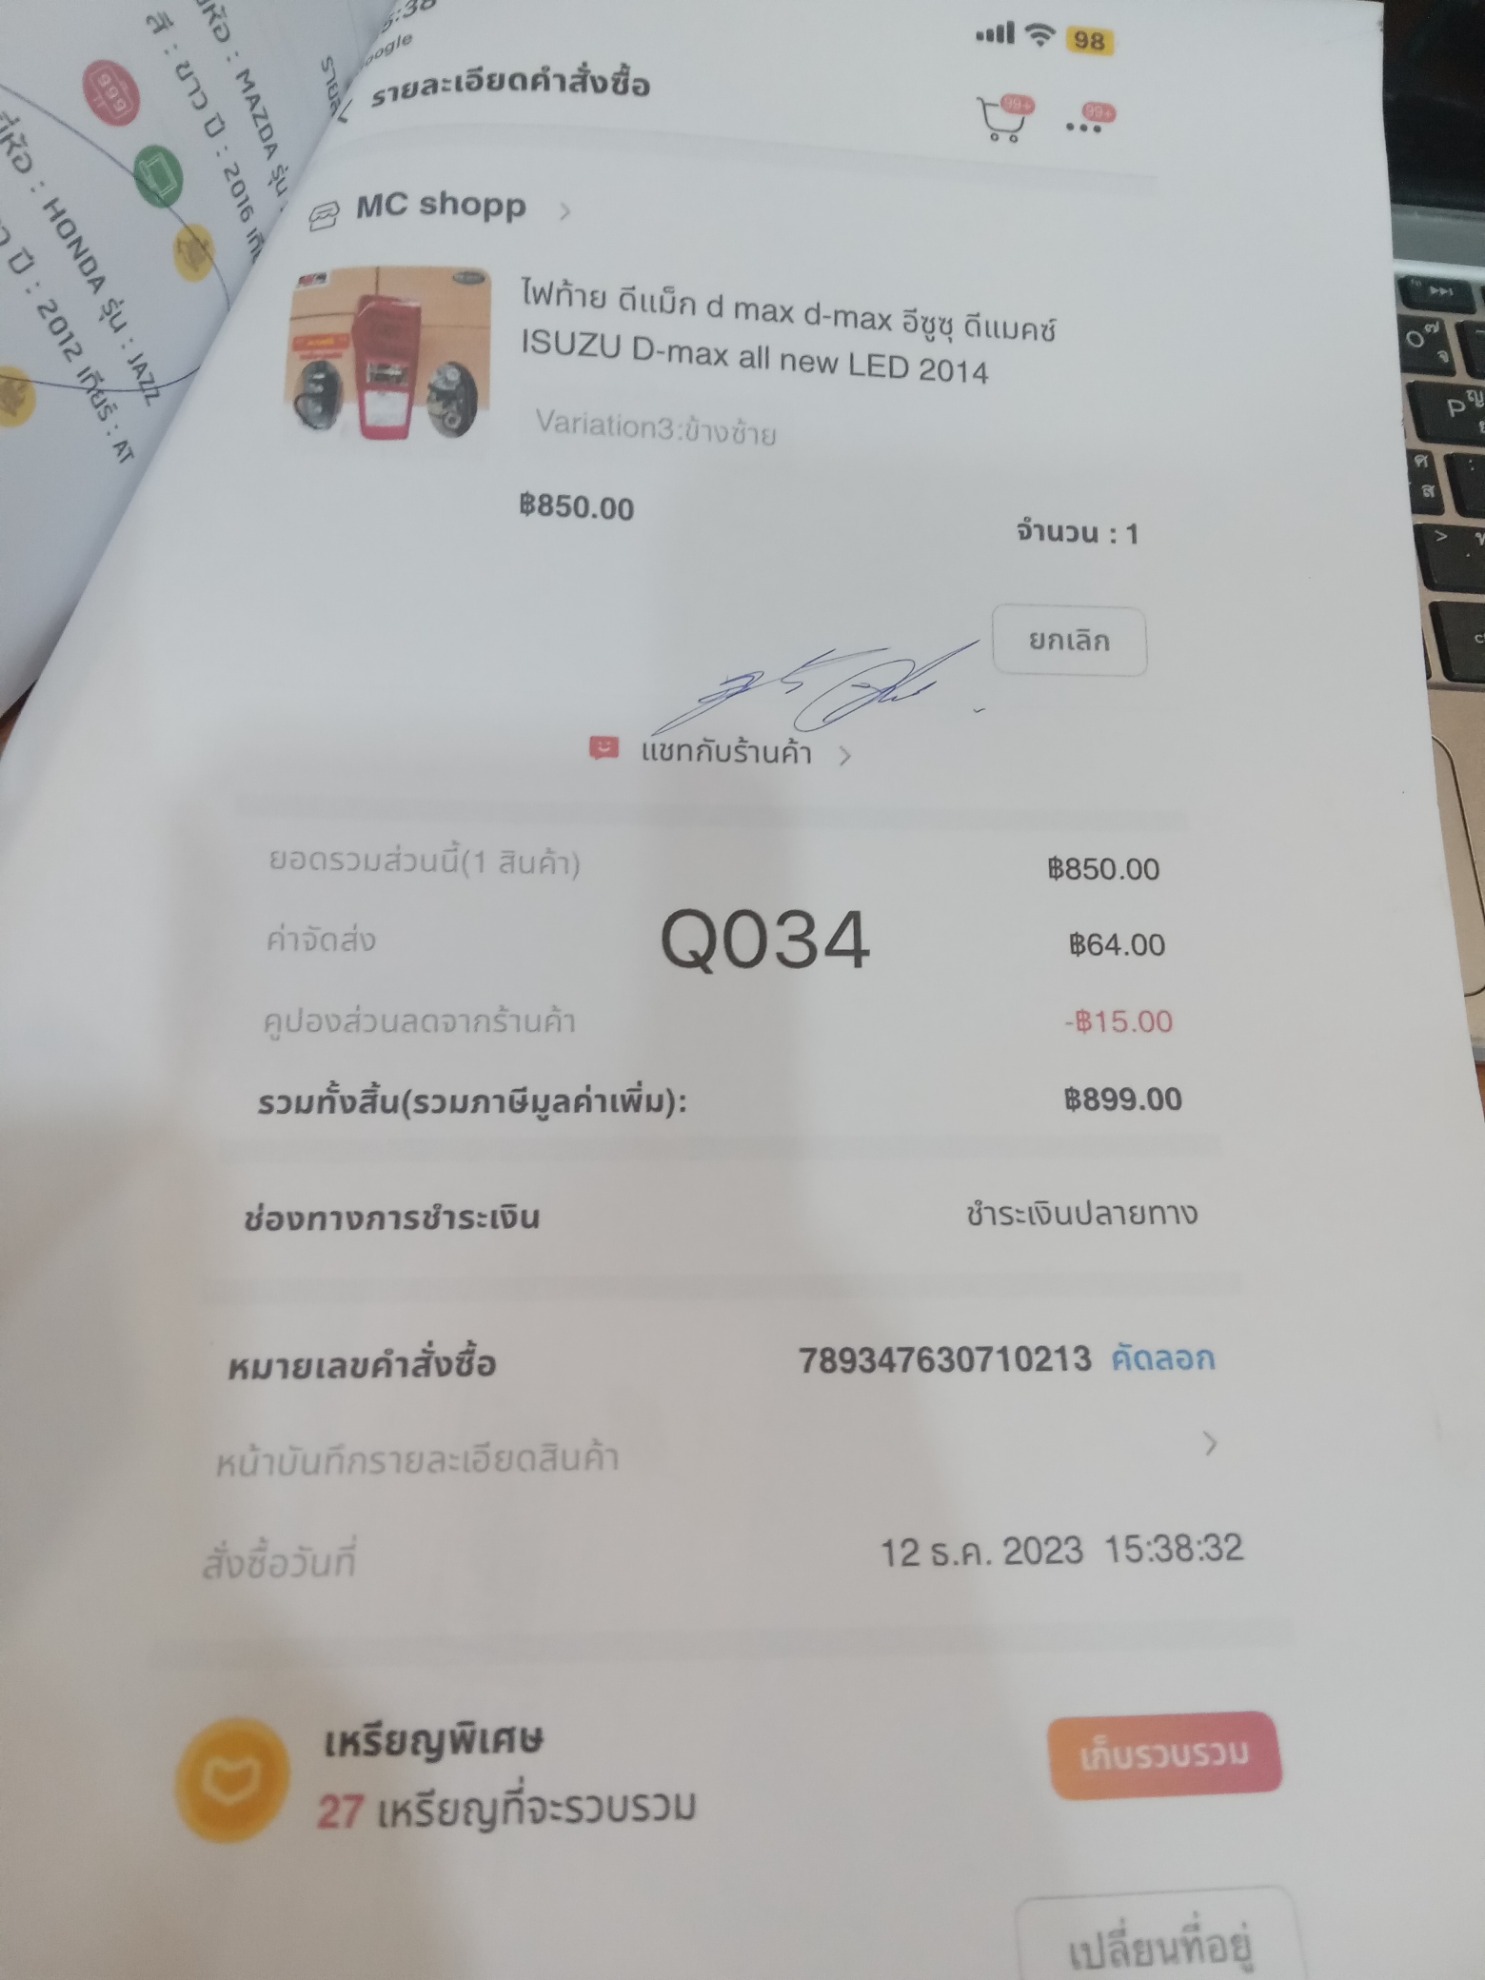 98
รายละเอียดคำสั่งซื้อ
99+
99+
MC shopp
ไฟท้าย ดีแม็ก d max d-max อีซูซุ ดีแมคซ์
ISUZU D-max all new LED 2014
Variation3:ข้างซ้าย
฿850.00
จำนวน : 1
ยกเลิก
แชทกับร้านค้า
ยอดรวมส่วนนี้(1 สินค้า) ฿850.00
ค่าจัดส่ง Q034 ฿64.00
คูปองส่วนลดจากร้านค้า -฿15.00
รวมทั้งสิ้น(รวมภาษีมูลค่าเพิ่ม): ฿899.00
ช่องทางการชำระเงิน ชำระเงินปลายทาง
หมายเลขคำสั่งซื้อ 789347630710213 คัดลอก
หน้าบันทึกรายละเอียดสินค้า
สั่งซื้อวันที่ 12 ธ.ค. 2023 15:38:32
เหรียญพิเศษ
27 เหรียญที่จะรวบรวม
เก็บรวบรวม
เปลี่ยนที่อยู่
: MAZDA รุ่น
สี : ขาว ปี : 2016
: HONDA รุ่น : JAZZ
ปี : 2012 เกียร์ : AT